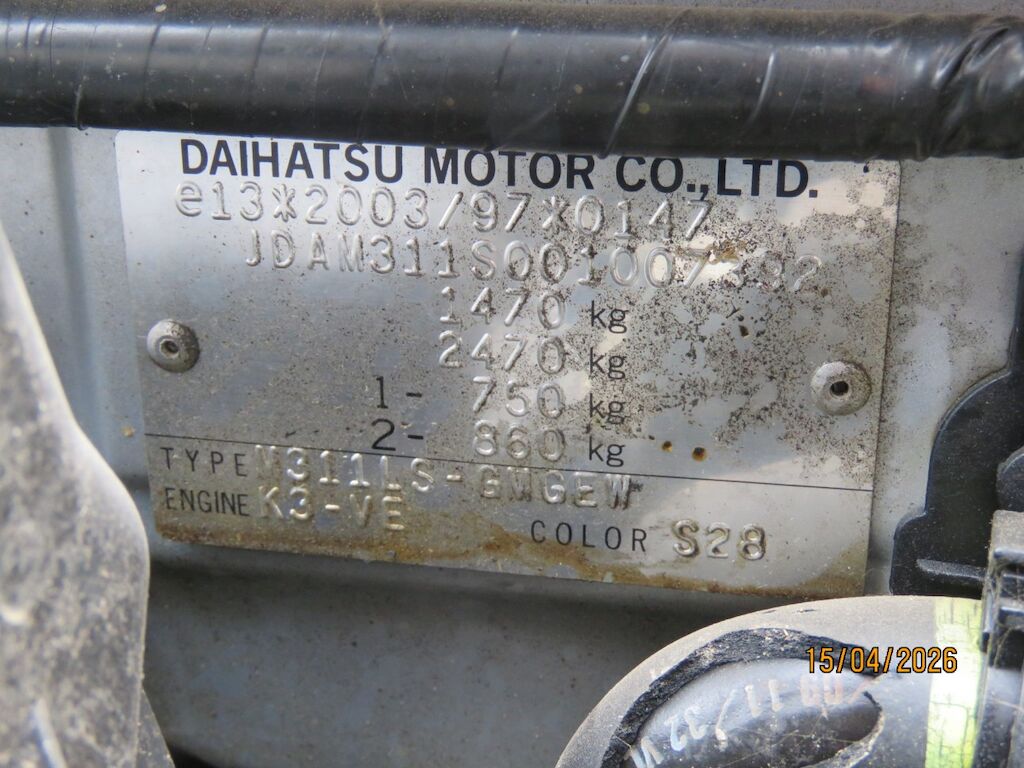 DAIHATSU MOTOR CO.,LTD.
e13*2003/97*0147
JDAM311S001007392
1470 kg
2470 kg
1- 750 kg
2- 860 kg
TYPE M311LS-GMGEW
ENGINE K3-VE
COLOR S28
15/04/2026